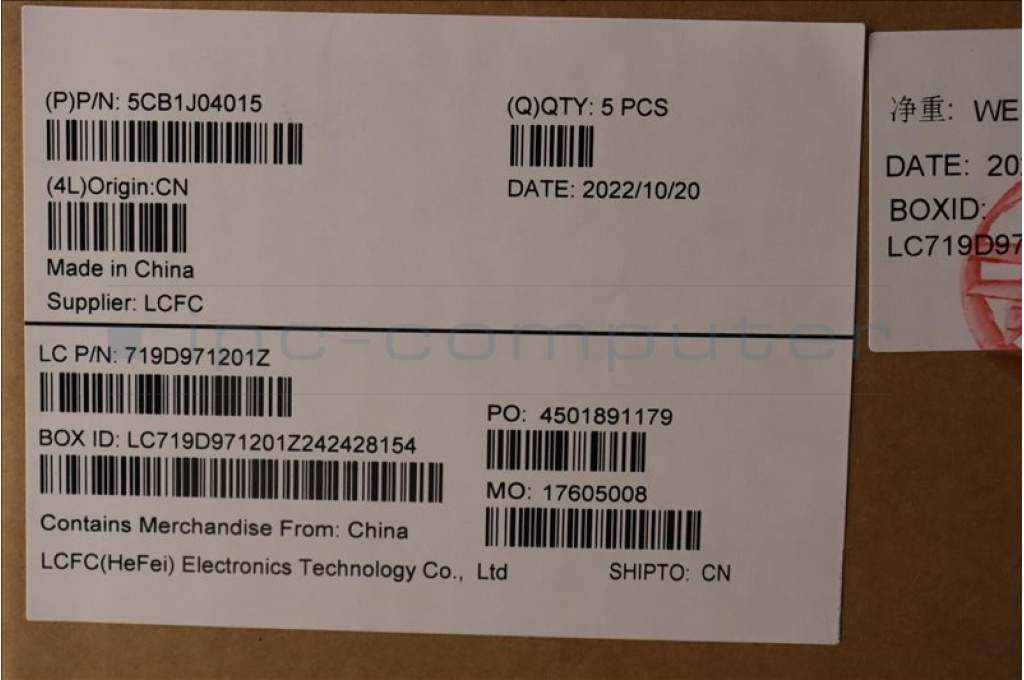 (P)P/N: 5CB1J04015
(Q)QTY: 5 PCS
(4L)Origin:CN
DATE: 2022/10/20
Made in China
Supplier: LCFC
ipc-computer
LC P/N: 719D971201Z
PO: 4501891179
BOX ID: LC719D971201Z242428154
MO: 17605008
Contains Merchandise From: China
LCFC(HeFei) Electronics Technology Co., Ltd
SHIPTO: CN
净重: WE
DATE: 20
BOXID:
LC719D97